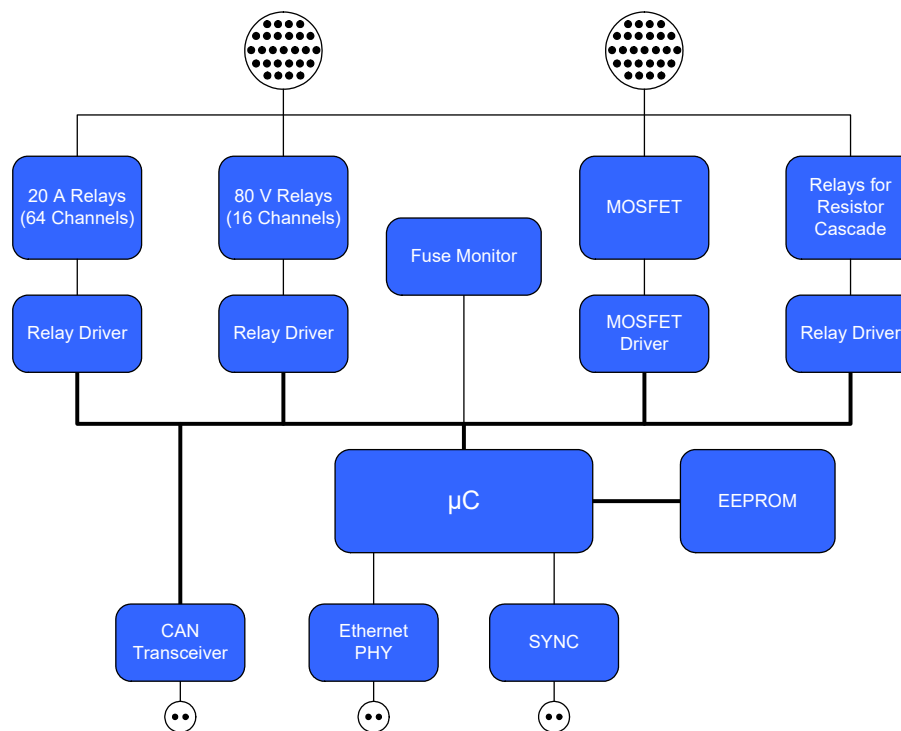 20 A Relays
(64 Channels)
80 V Relays
(16 Channels)
Fuse Monitor
MOSFET
Relays for
Resistor
Cascade
Relay Driver
Relay Driver
MOSFET
Driver
Relay Driver
µC
EEPROM
CAN
Transceiver
Ethernet
PHY
SYNC